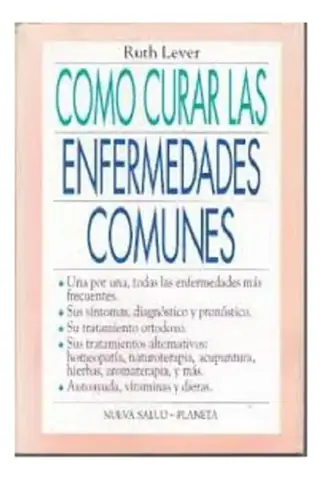 Ruth Lever
COMO CURAR LAS
ENFERMEDADES
COMUNES
• Una por una, todas las enfermedades más
frecuentes.
• Sus síntomas, diagnóstico y pronóstico.
• Su tratamiento ortodoxo.
• Sus tratamientos alternativos:
homeopatía, naturoterapia, acupuntura,
hierbas, aromaterapia, y más.
• Autoayuda, vitaminas y dietas.
NUEVA SALUD - PLANETA